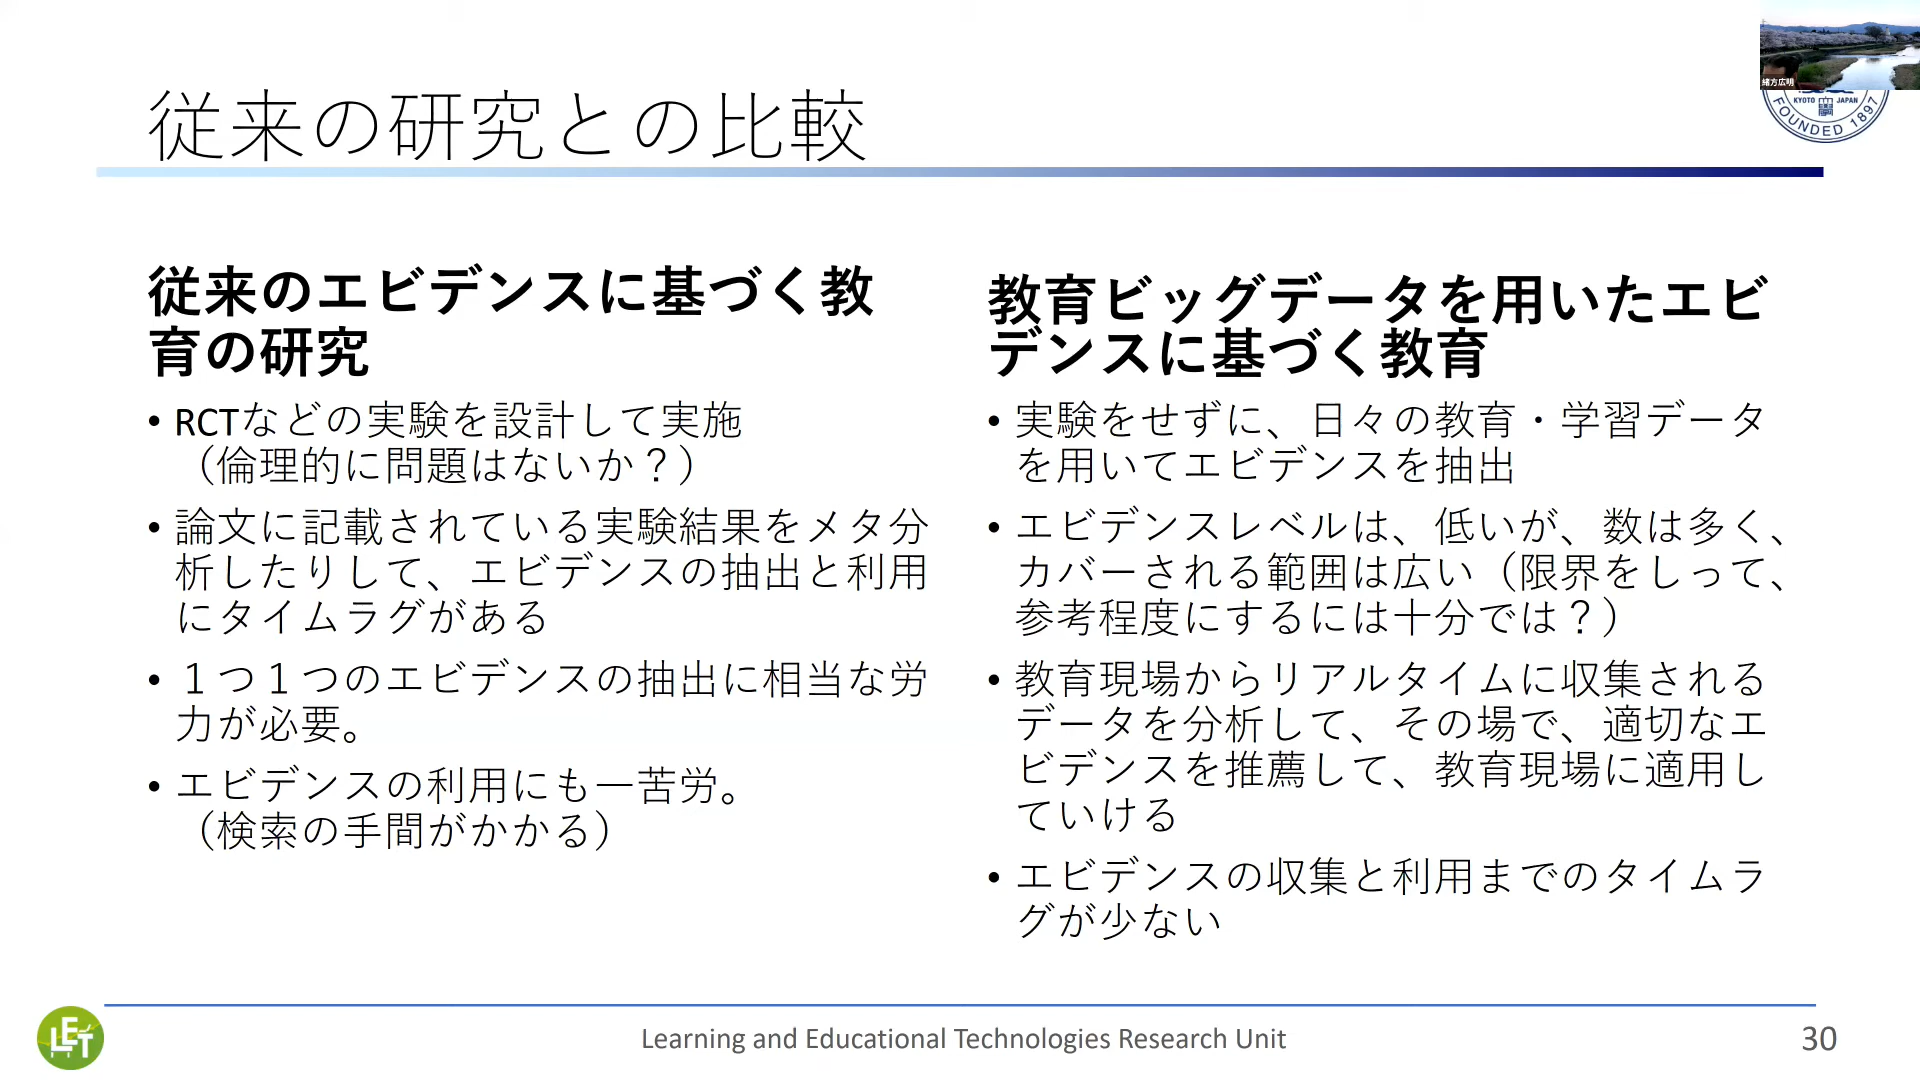 緒方広明
KYOTO JAPAN
FOUNDED 1897
従来の研究との比較
従来のエビデンスに基づく教
育の研究
• RCTなどの実験を設計して実施
（倫理的に問題はないか？）
• 論文に記載されている実験結果をメタ分
析したりして、エビデンスの抽出と利用
にタイムラグがある
• １つ１つのエビデンスの抽出に相当な労
力が必要。
• エビデンスの利用にも一苦労。
（検索の手間がかかる）
教育ビッグデータを用いたエビ
デンスに基づく教育
• 実験をせずに、日々の教育・学習データ
を用いてエビデンスを抽出
• エビデンスレベルは、低いが、数は多く、
カバーされる範囲は広い（限界をしって、
参考程度にするには十分では？）
• 教育現場からリアルタイムに収集される
データを分析して、その場で、適切なエ
ビデンスを推薦して、教育現場に適用し
ていける
• エビデンスの収集と利用までのタイムラ
グが少ない
LET
Learning and Educational Technologies Research Unit
30